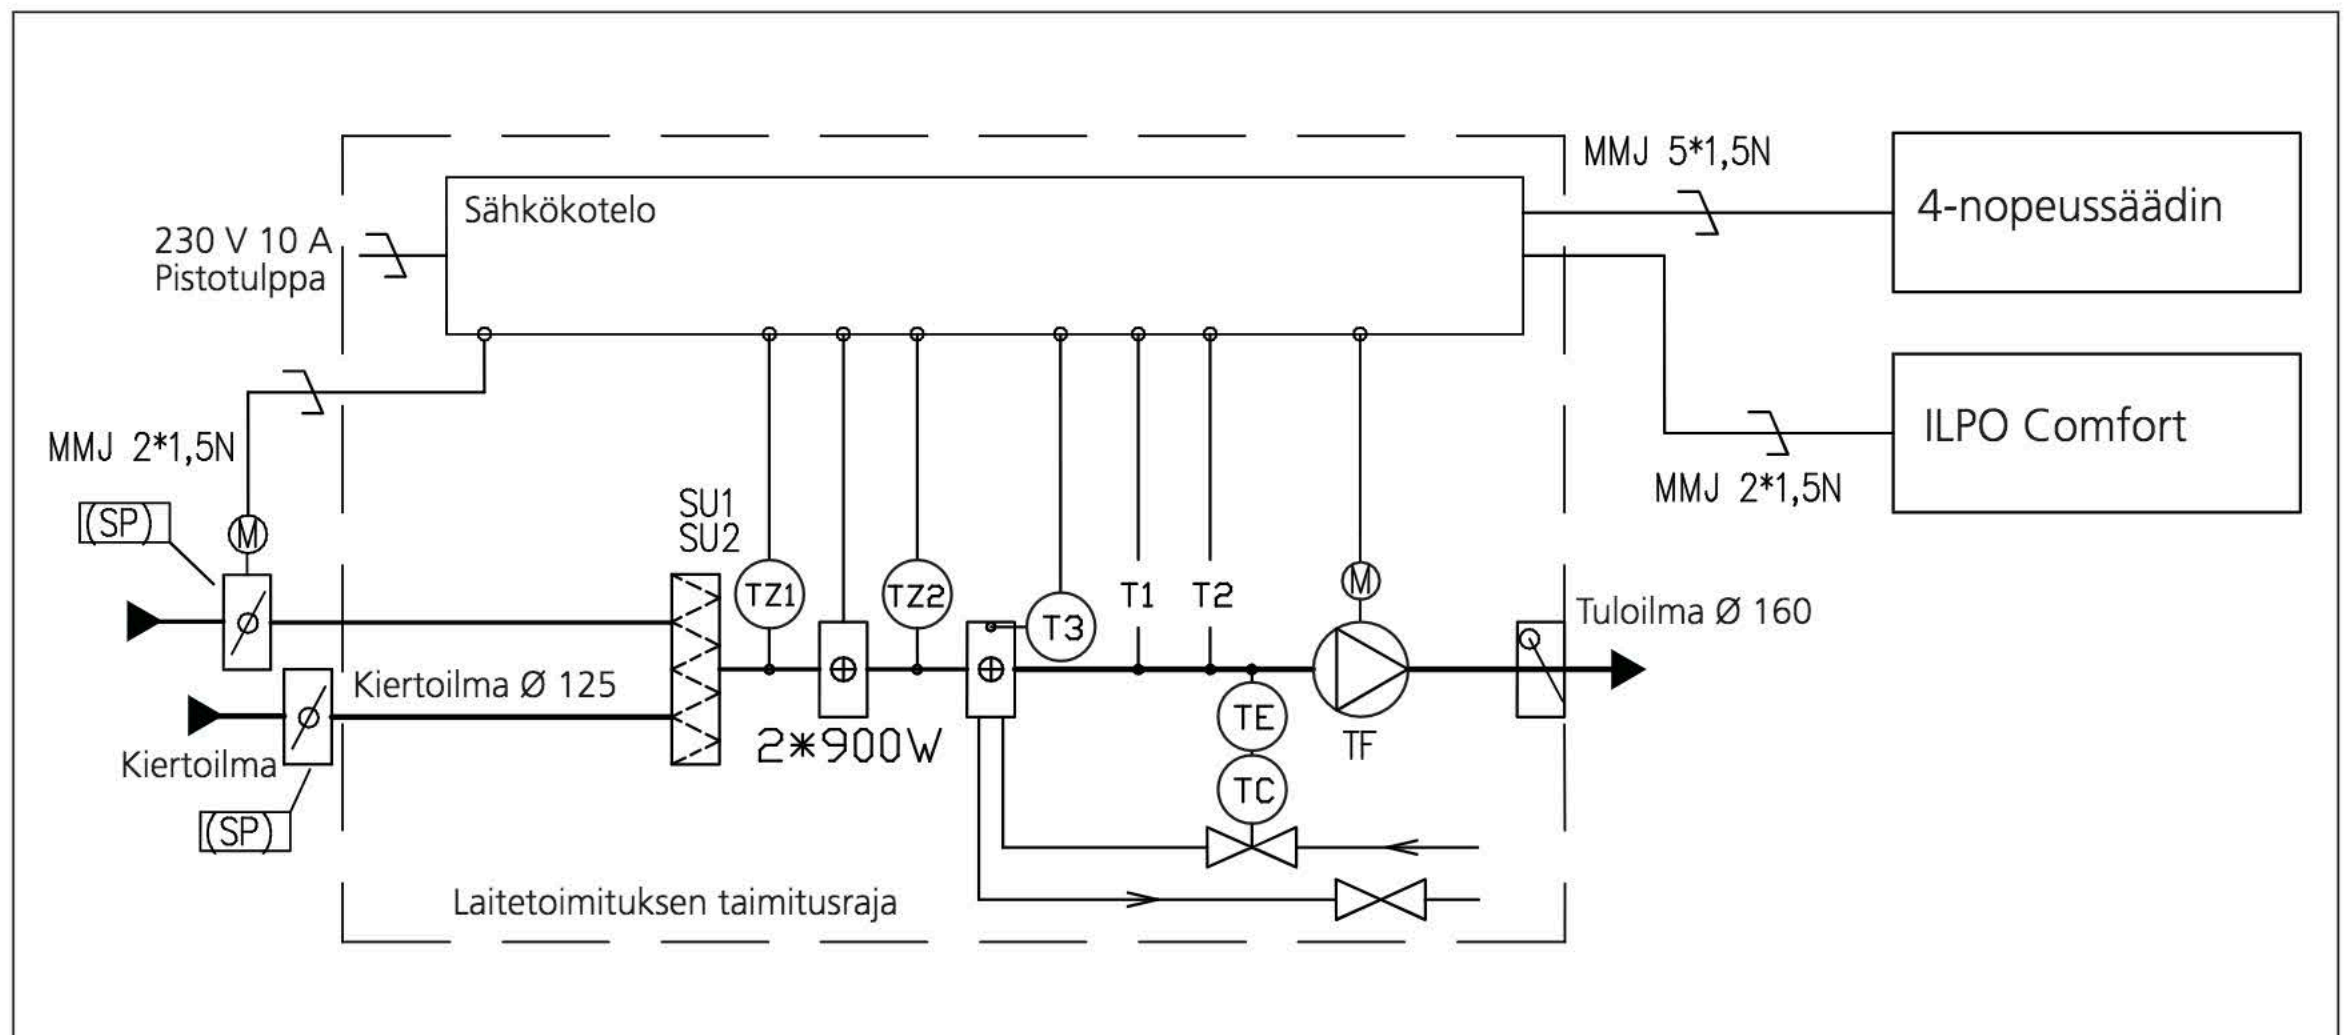 MMJ 5*1,5N
4-nopeussäädin
Sähkökotelo
230 V 10 A
Pistotulppa
ILPO Comfort
MMJ 2*1,5N
MMJ 2*1,5N
(SP)
M
SU1
SU2
TZ1
TZ2
T3
T1
T2
M
Tuloilma Ø 160
Kiertoilma Ø 125
Kiertoilma
2*900W
TE
TF
TC
(SP)
Laitetoimituksen taimitusraja